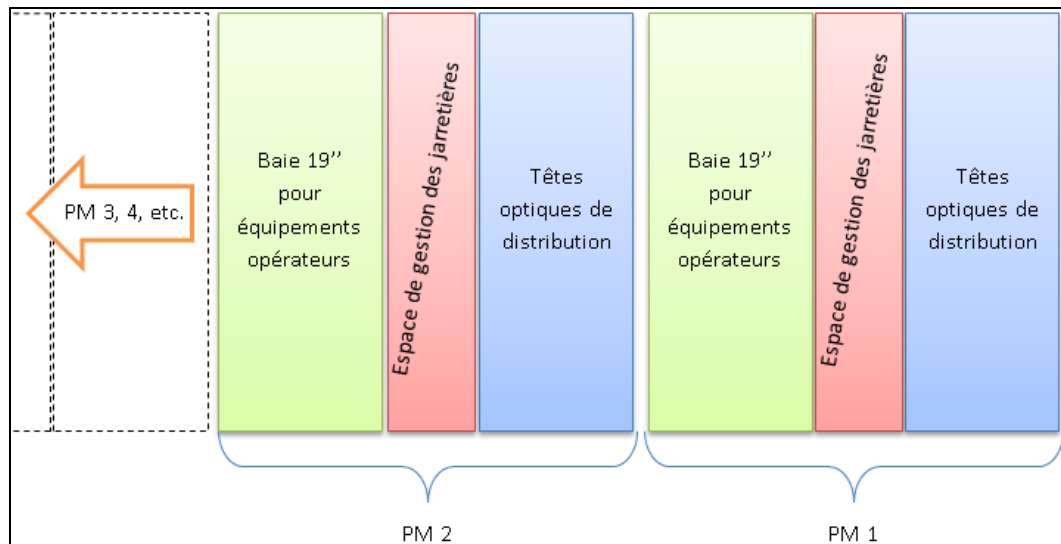 PM 3, 4, etc.
Baie 19’’
pour
équipements
opérateurs
Espace de gestion des jarretières
Têtes
optiques de
distribution
Baie 19’’
pour
équipements
opérateurs
Espace de gestion des jarretières
Têtes
optiques de
distribution
PM 2
PM 1